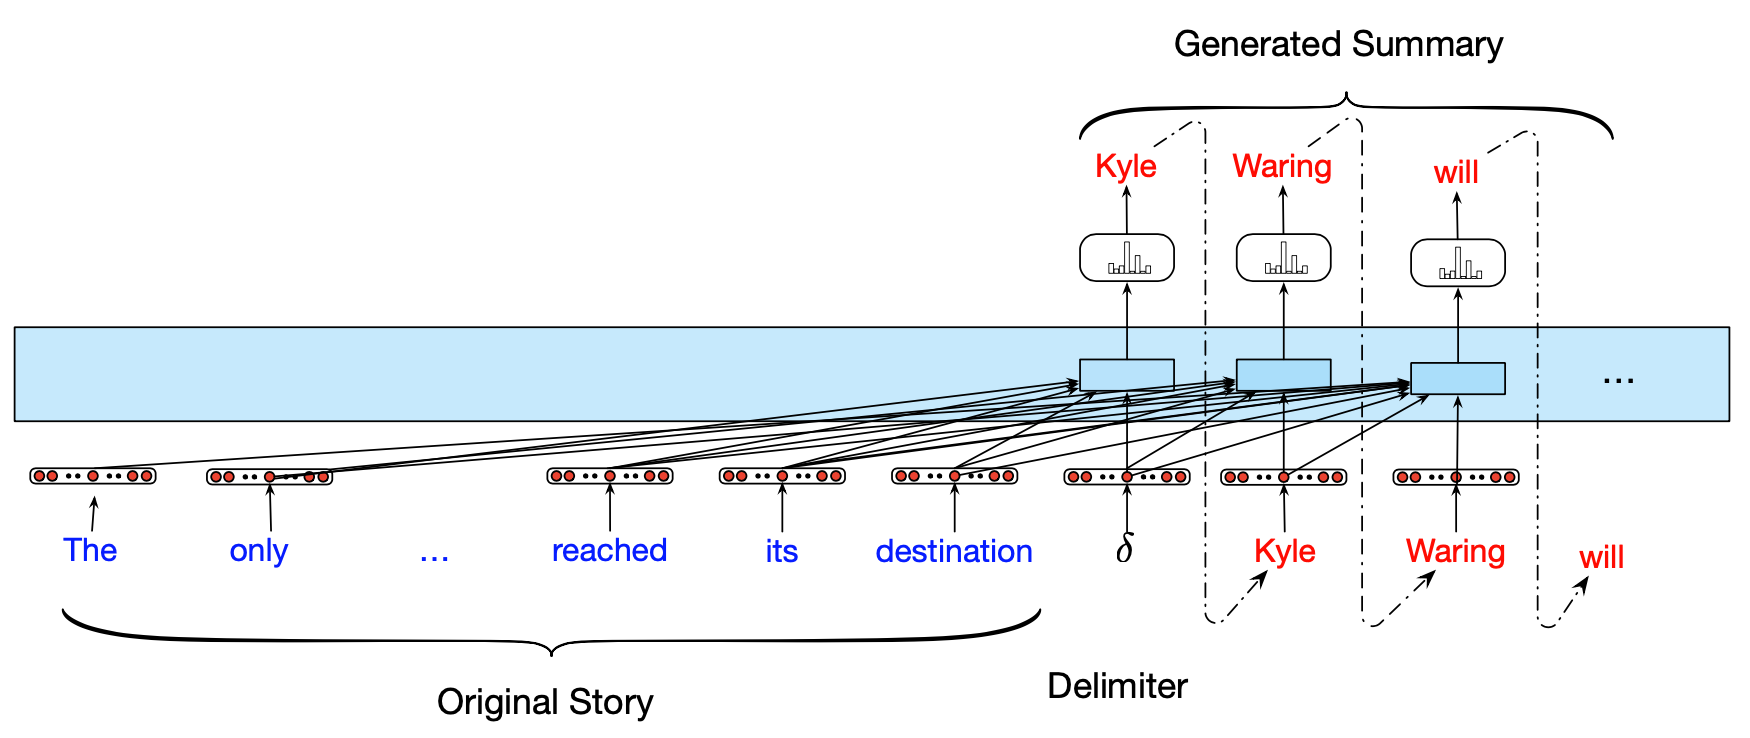 Generated Summary
Kyle Waring will
...
The only ... reached its destination δ Kyle Waring will
Original Story
Delimiter